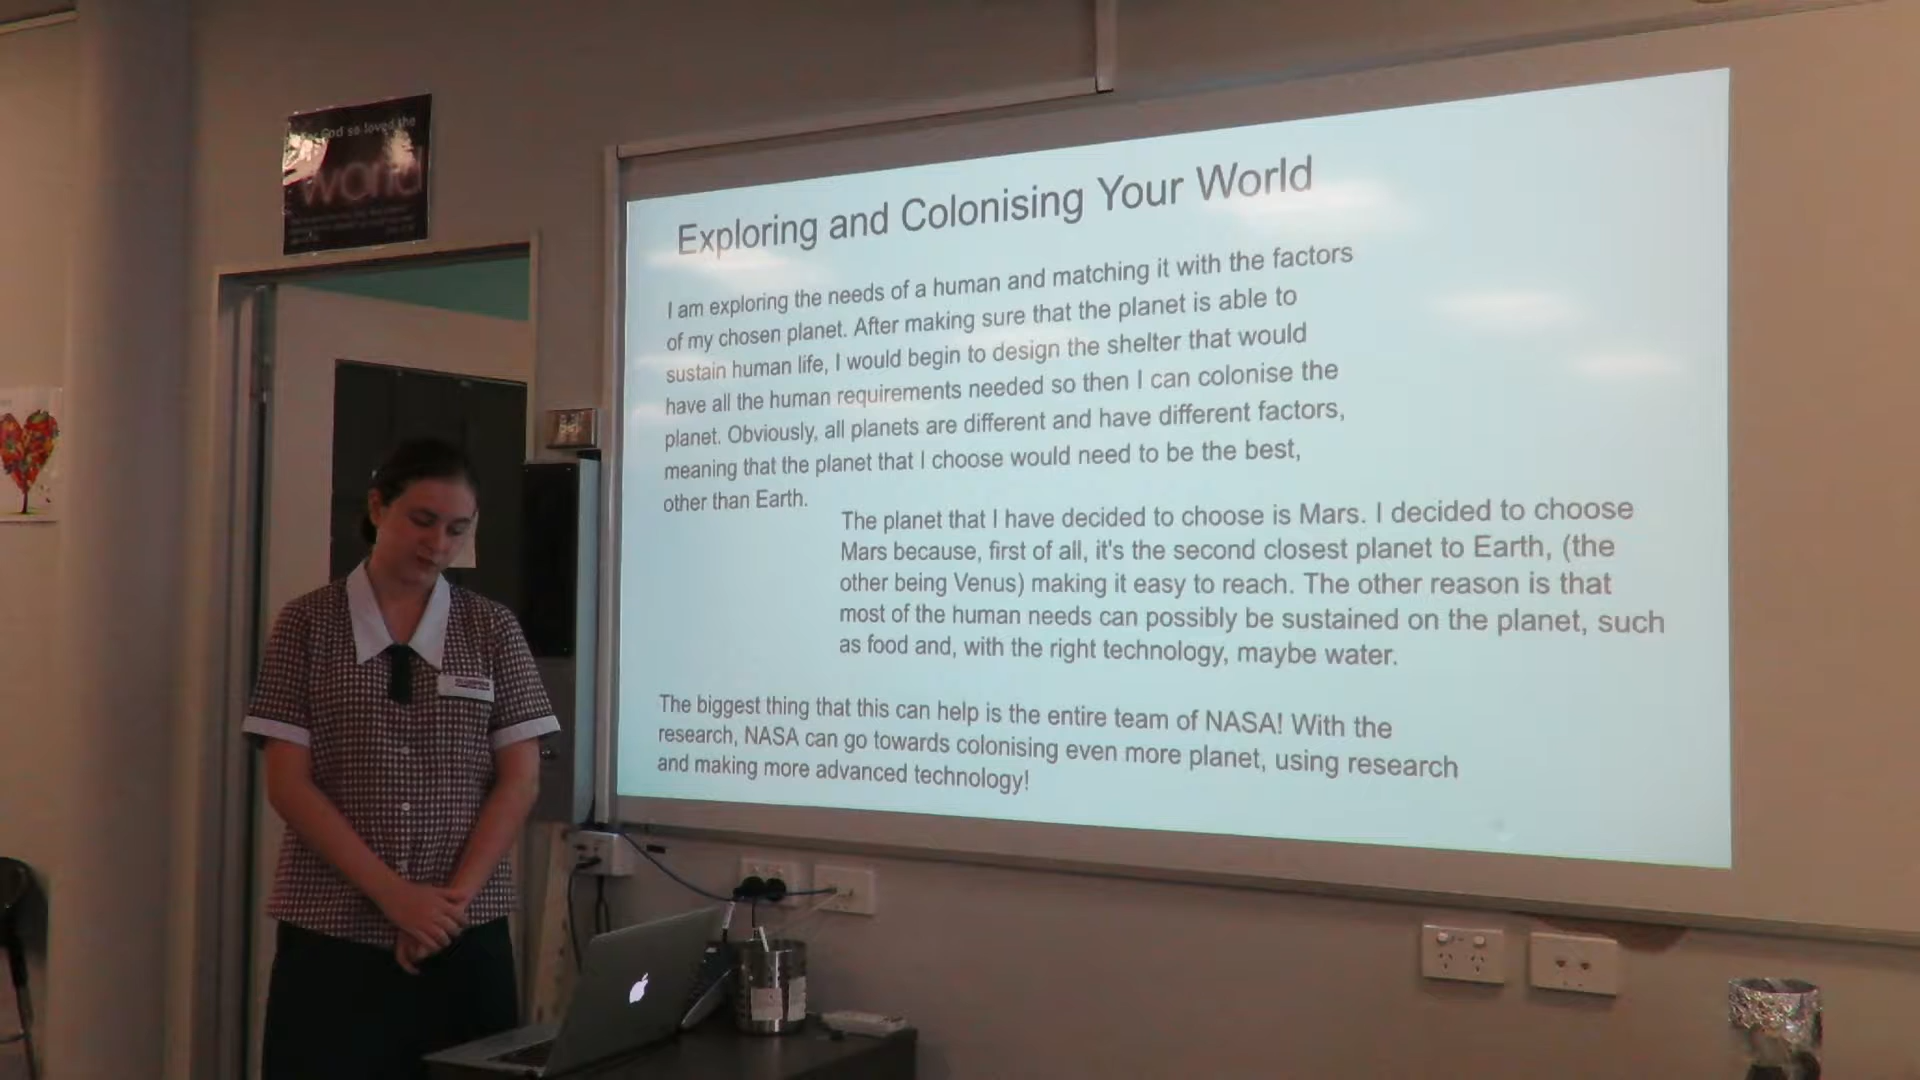 God so loved the
world
Exploring and Colonising Your World
I am exploring the needs of a human and matching it with the factors
of my chosen planet. After making sure that the planet is able to
sustain human life, I would begin to design the shelter that would
have all the human requirements needed so then I can colonise the
planet. Obviously, all planets are different and have different factors,
meaning that the planet that I choose would need to be the best,
other than Earth.
The planet that I have decided to choose is Mars. I decided to choose
Mars because, first of all, it's the second closest planet to Earth, (the
other being Venus) making it easy to reach. The other reason is that
most of the human needs can possibly be sustained on the planet, such
as food and, with the right technology, maybe water.
The biggest thing that this can help is the entire team of NASA! With the
research, NASA can go towards colonising even more planet, using research
and making more advanced technology!